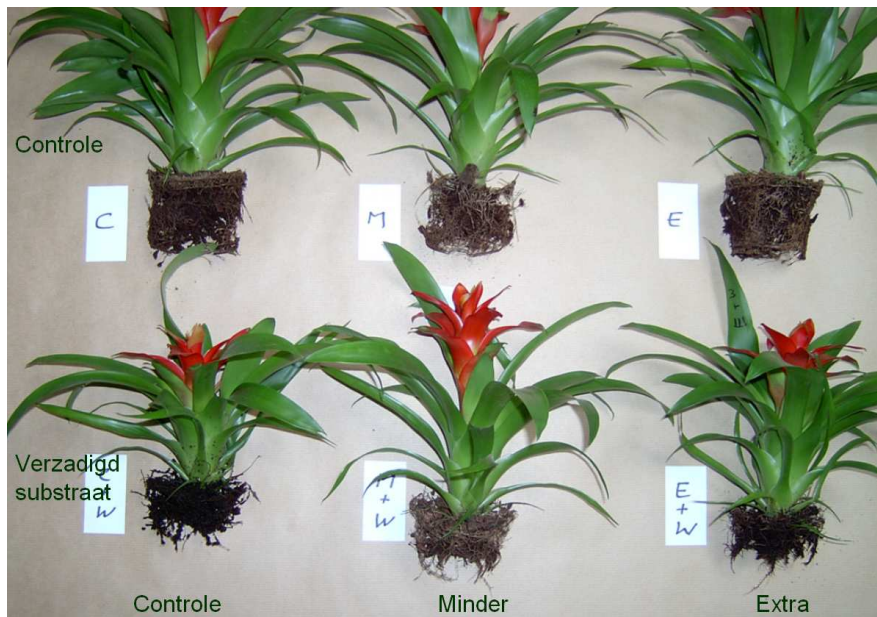 Controle
C
M
E
Verzadigd
substraat
C
+
W
M
+
W
E
+
W
Controle
Minder
Extra